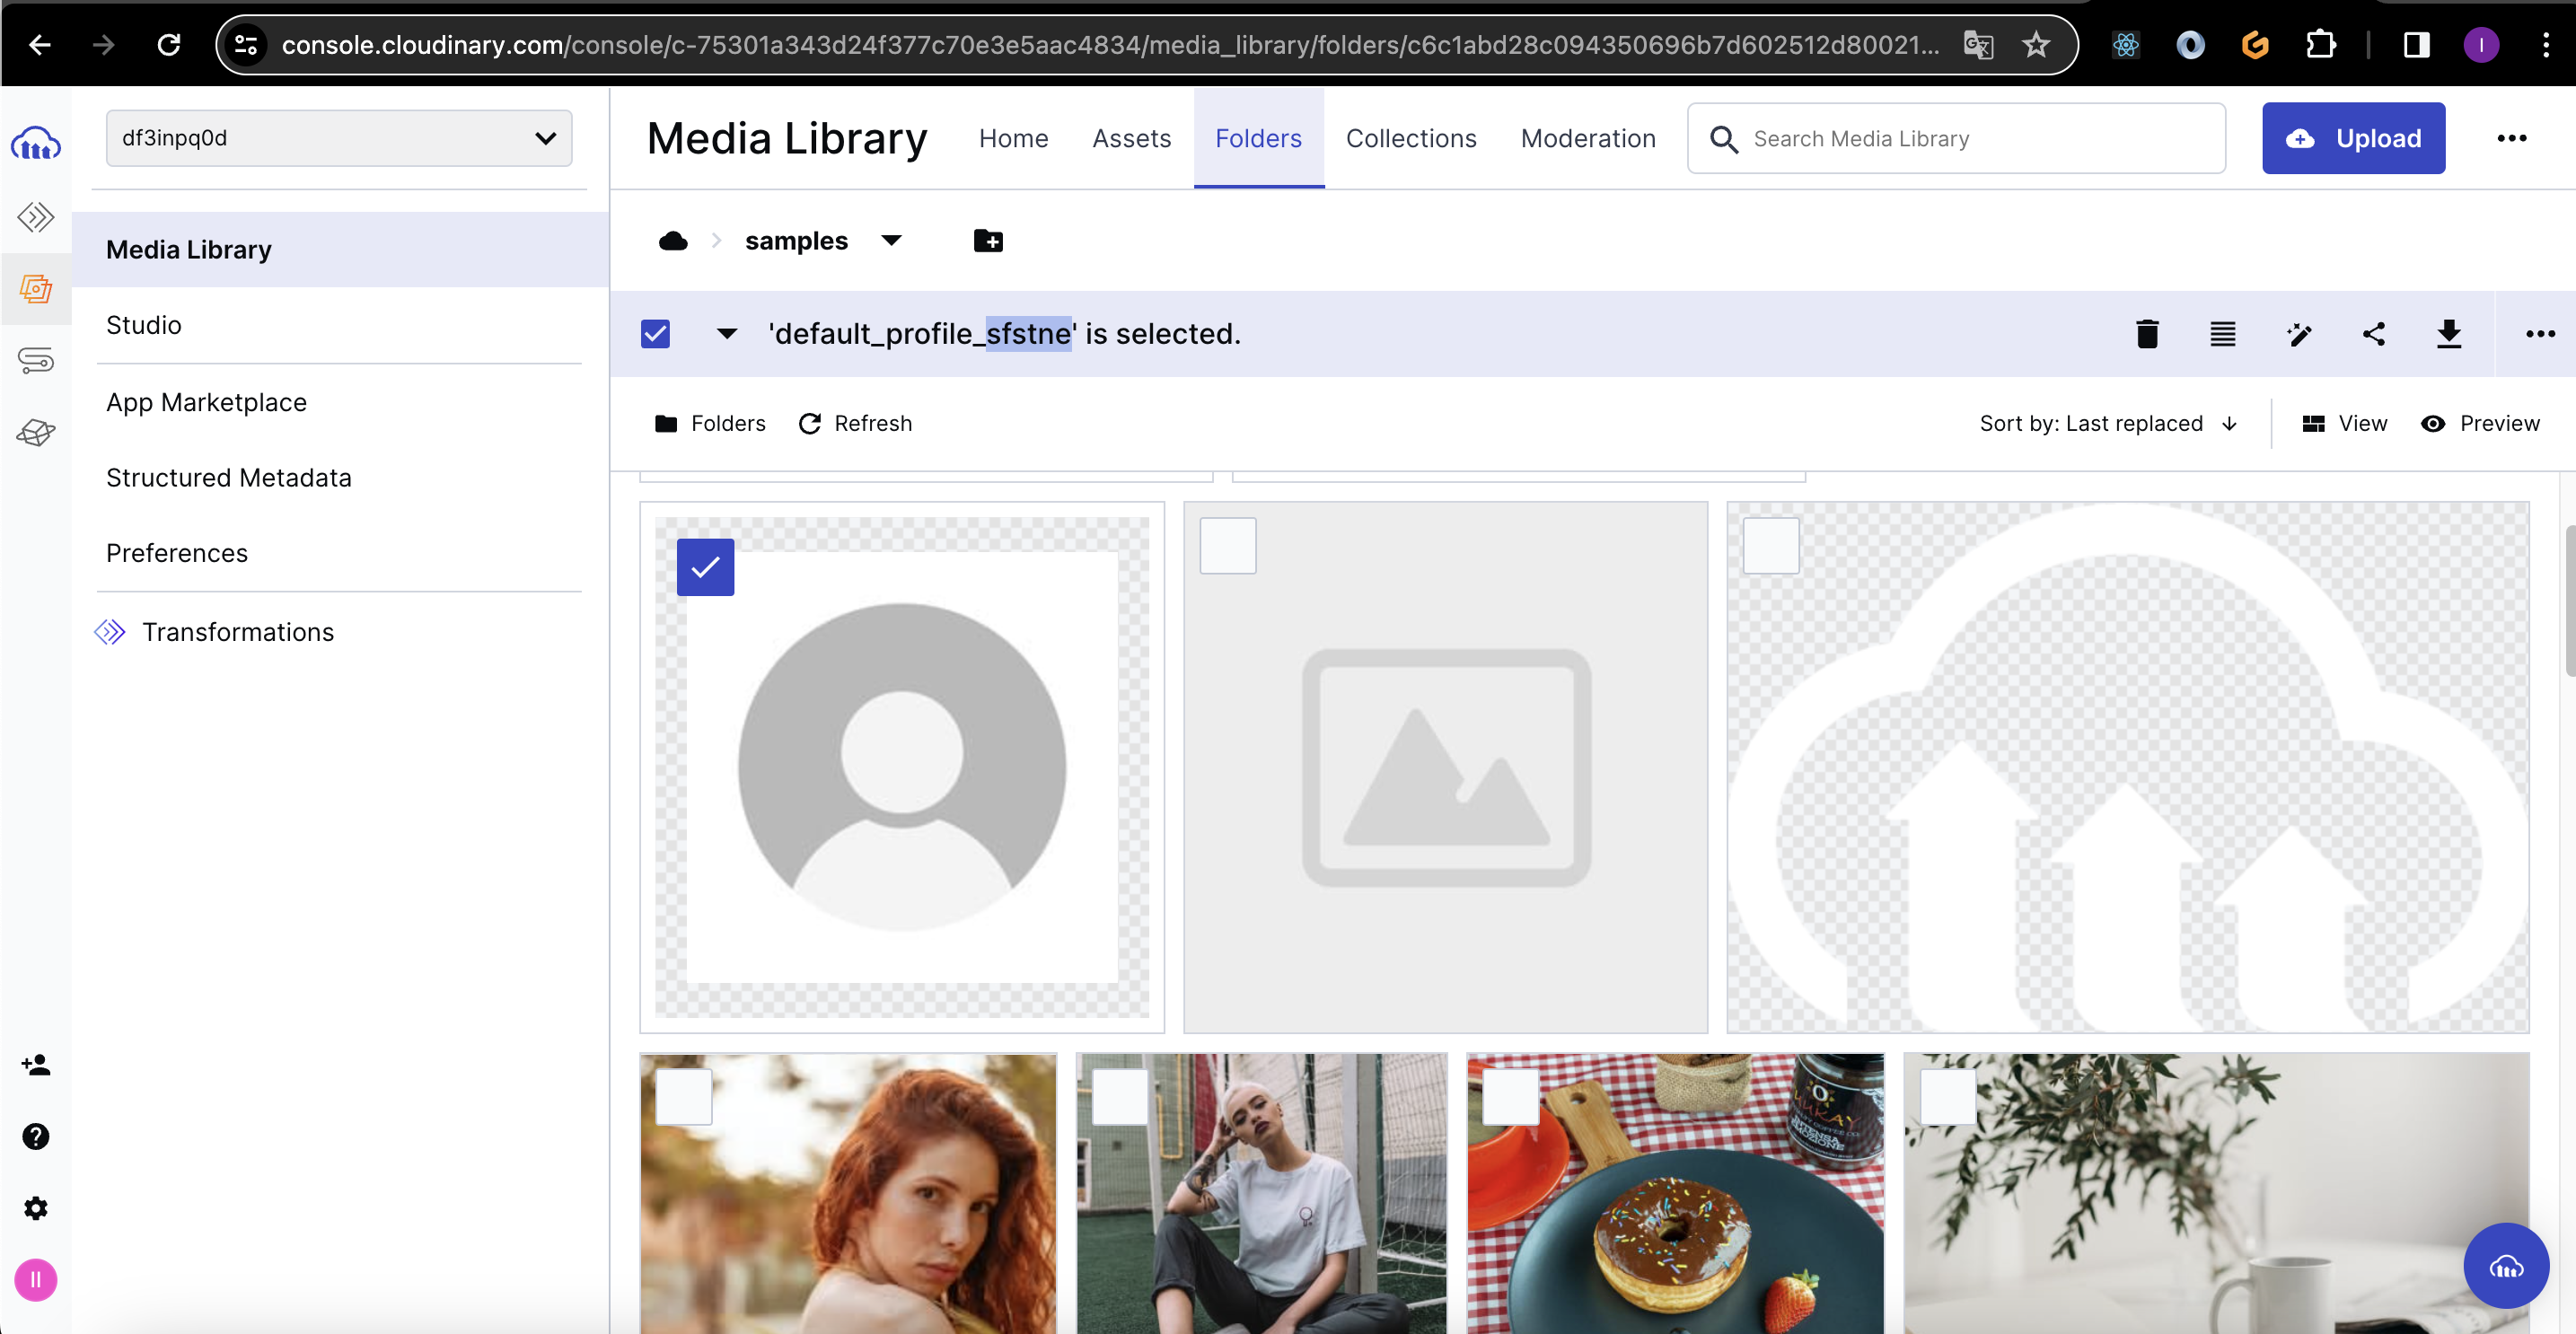 console.cloudinary.com/console/c-75301a343d24f377c70e3e5aac4834/media_library/folders/c6c1abd28c094350696b7d602512d80021...
I
df3inpq0d
Media Library
Home
Assets
Folders
Collections
Moderation
Search Media Library
Upload
Media Library
Studio
App Marketplace
Structured Metadata
Preferences
Transformations
samples
'default_profile_sfstne' is selected.
Folders
Refresh
Sort by: Last replaced
View
Preview
II